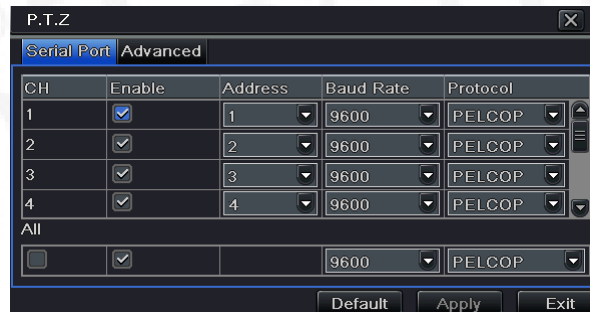 P.T.Z
Serial Port Advanced
CH Enable Address Baud Rate Protocol
1 1 9600 PELCOP
2 2 9600 PELCOP
3 3 9600 PELCOP
4 4 9600 PELCOP
All
9600 PELCOP
Default Apply Exit